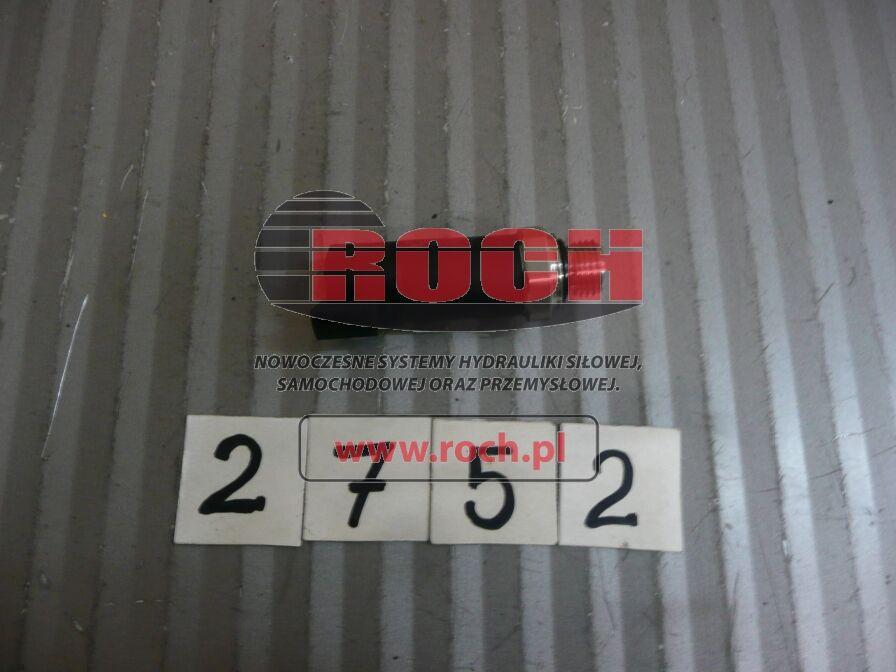 ROCH
NOWOCZESNE SYSTEMY HYDRAULIKI SIŁOWEJ,
SAMOCHODOWEJ ORAZ PRZEMYSŁOWEJ.
www.roch.pl
2 7 5 2